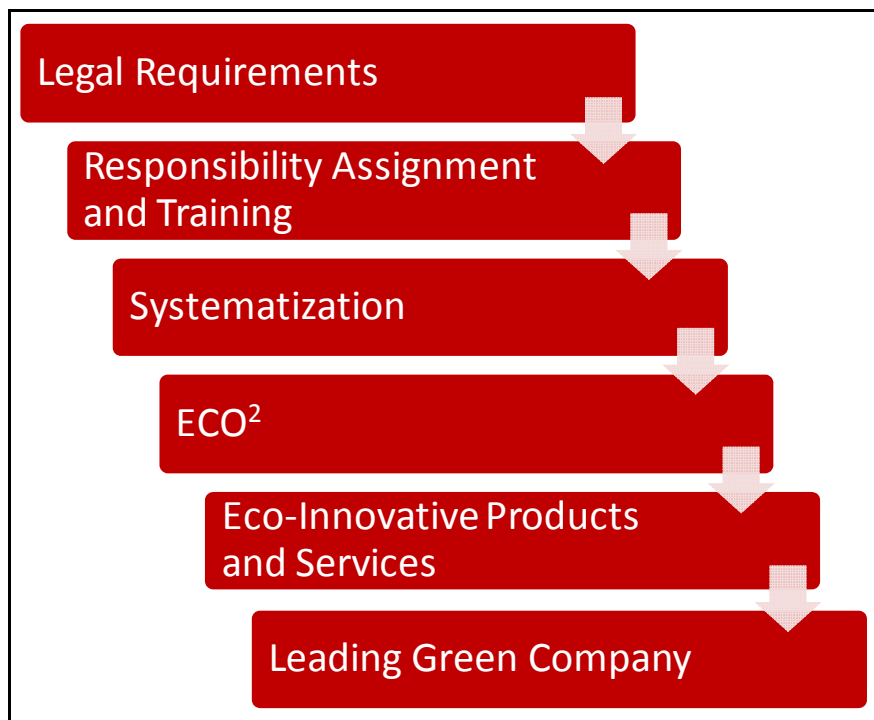 Legal Requirements
Responsibility Assignment
and Training
Systematization
ECO²
Eco-Innovative Products
and Services
Leading Green Company